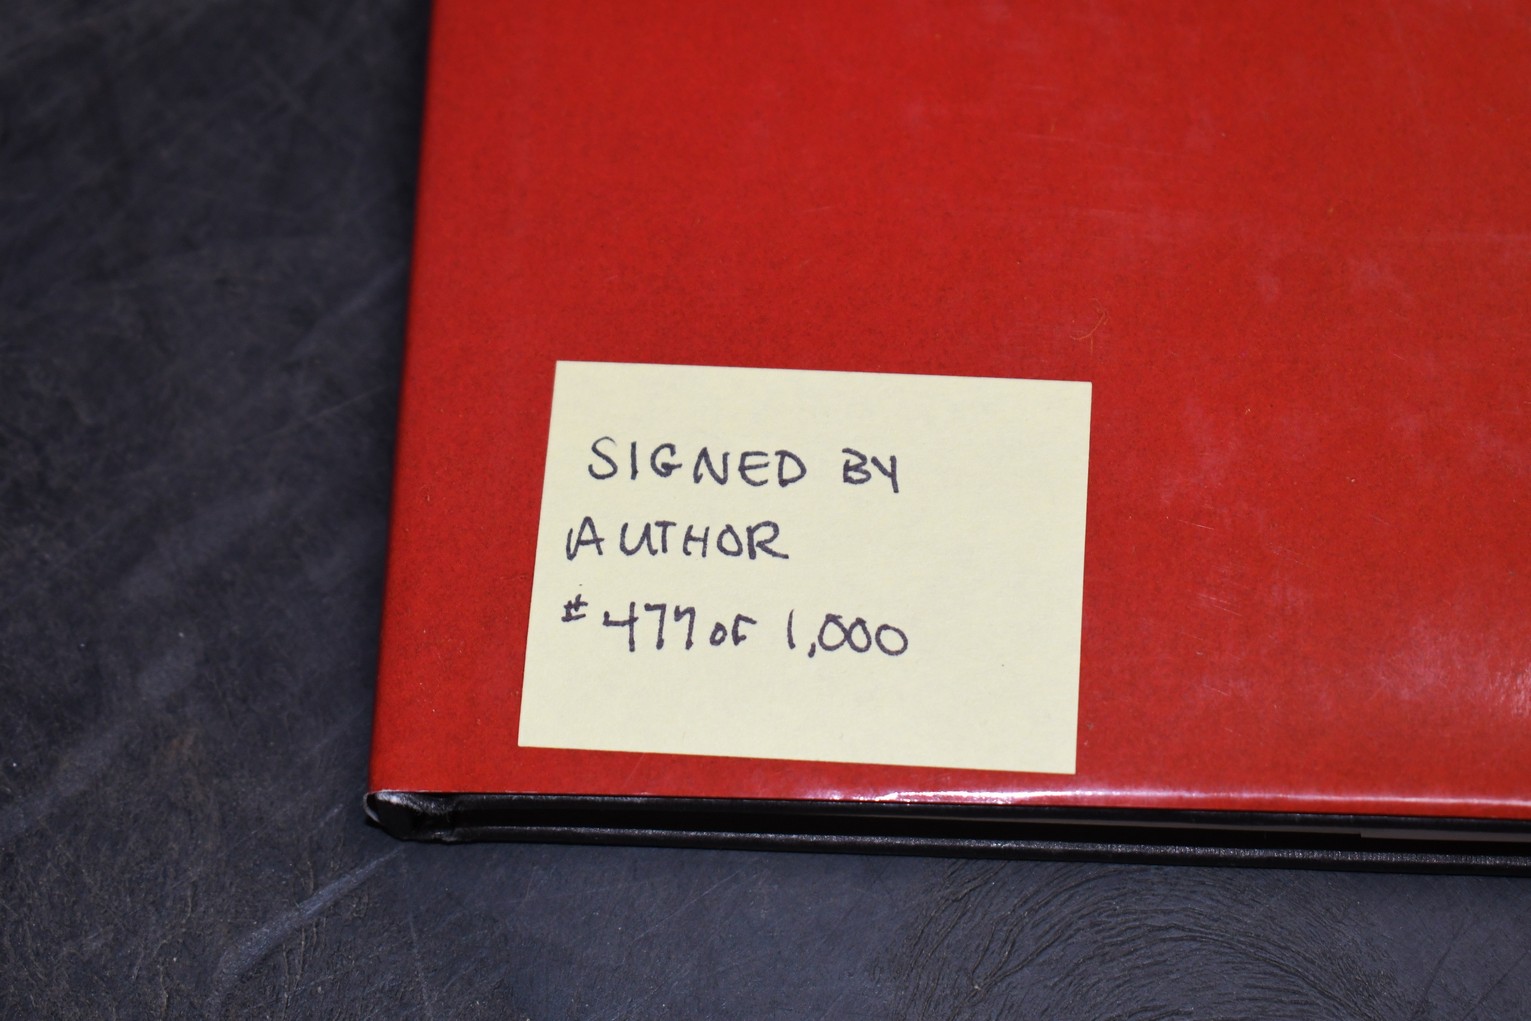 SIGNED BY
AUTHOR
# 477 OF 1,000